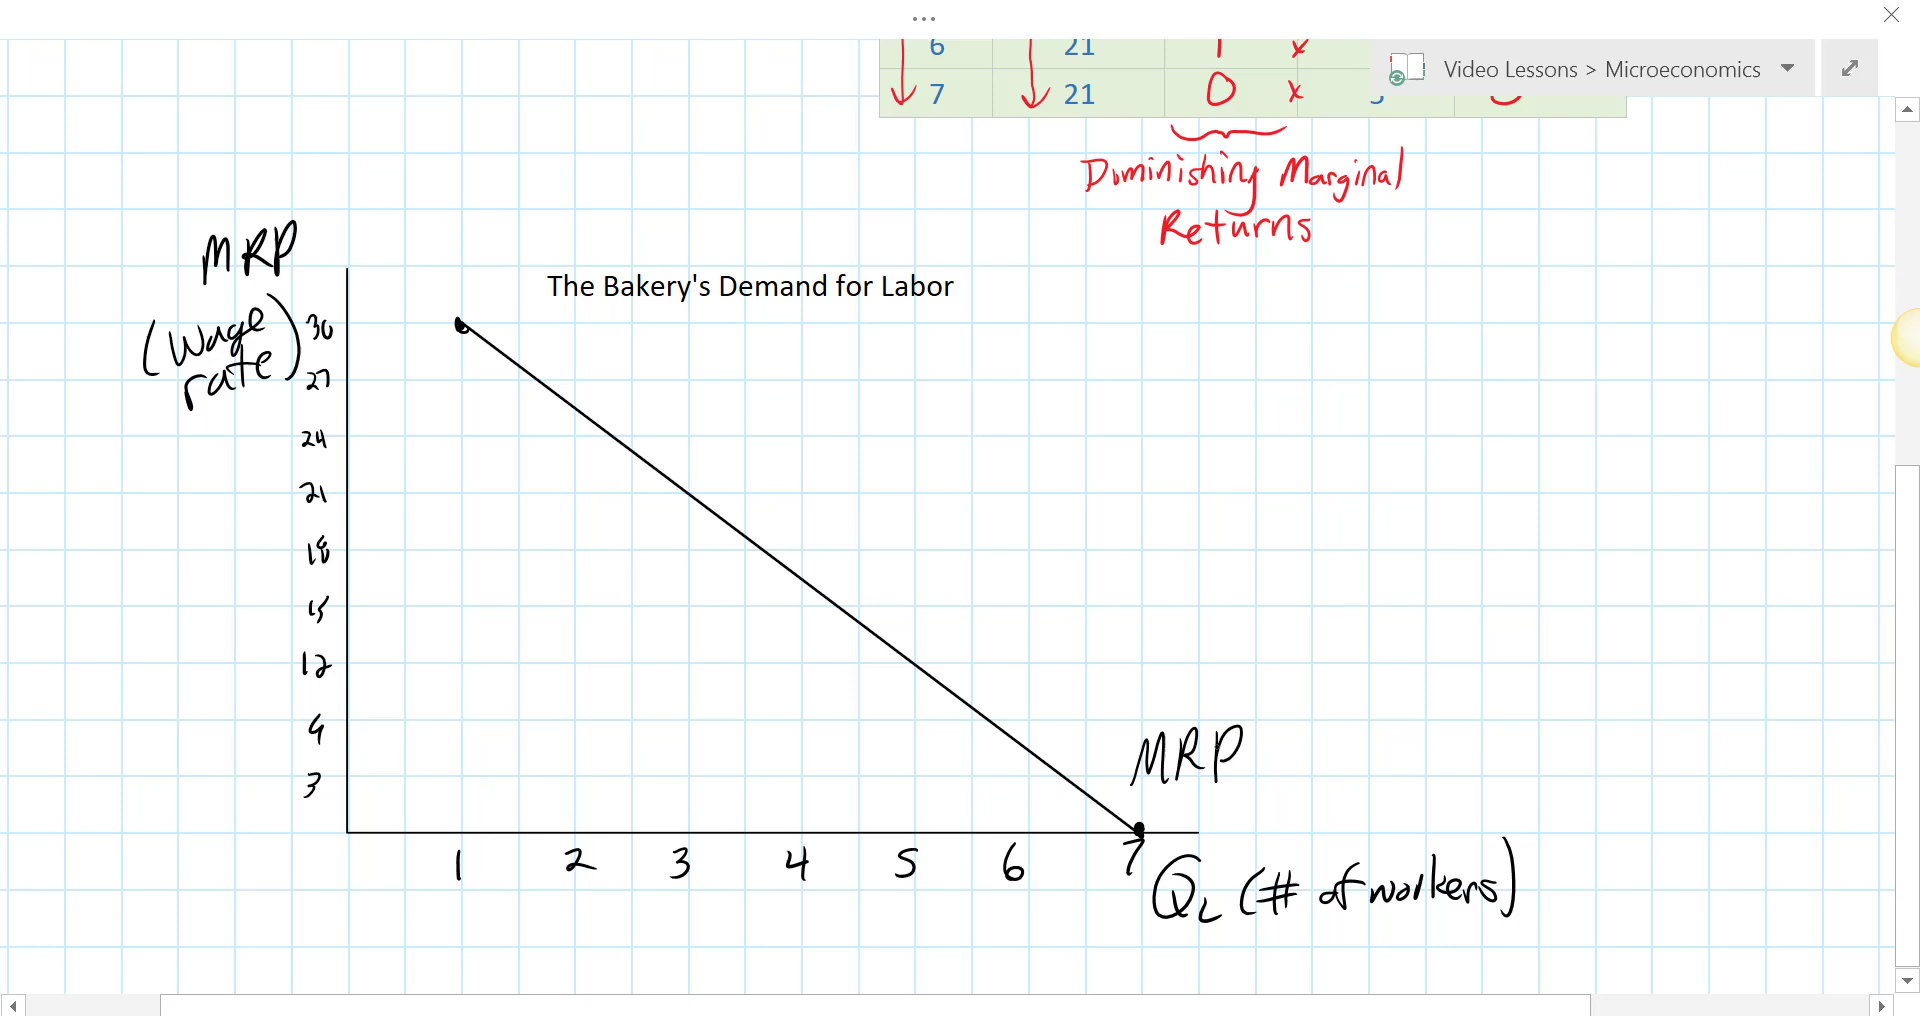 ...
6 21 1 x
Video Lessons > Microeconomics
7 21 0 x
Diminishing Marginal
Returns
MRP
(Wage
rate)
The Bakery's Demand for Labor
30
27
24
21
18
15
12
9
3
MRP
1 2 3 4 5 6 7
QL (# of workers)